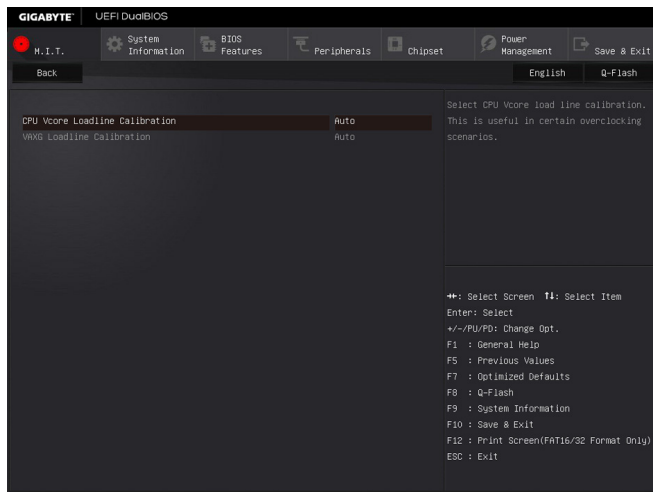 GIGABYTE™ UEFI DualBIOS
M.I.T.
System Information
BIOS Features
Peripherals
Chipset
Power Management
Save & Exit
Back
English
Q-Flash
CPU Vcore Loadline Calibration Auto
VAXG Loadline Calibration Auto
Select CPU Vcore load line calibration.
This is useful in certain overclocking
scenarios.
→←: Select Screen ↑↓: Select Item
Enter: Select
+/-/PU/PD: Change Opt.
F1 : General Help
F5 : Previous Values
F7 : Optimized Defaults
F8 : Q-Flash
F9 : System Information
F10 : Save & Exit
F12 : Print Screen(FAT16/32 Format Only)
ESC : Exit